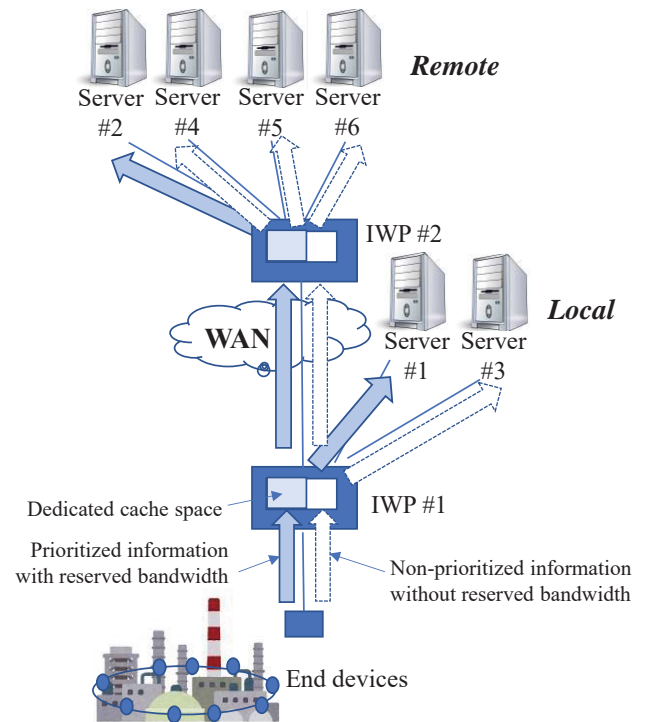 Remote
Server
#2
Server
#4
Server
#5
Server
#6
IWP #2
Local
WAN
Server
#1
Server
#3
Dedicated cache space
IWP #1
Prioritized information
with reserved bandwidth
Non-prioritized information
without reserved bandwidth
End devices